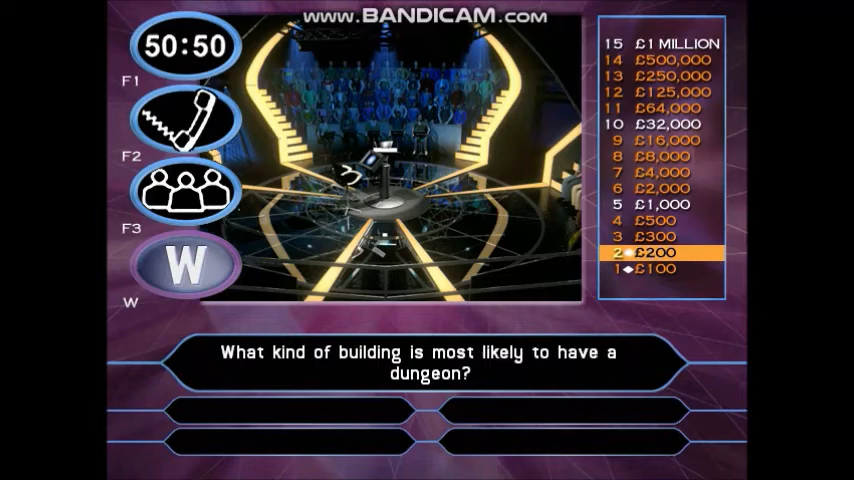 WWW.BANDICAM.COM
50:50
F1
F2
F3
W
W
15 £1 MILLION
14 £500,000
13 £250,000
12 £125,000
11 £64,000
10 £32,000
9 £16,000
8 £8,000
7 £4,000
6 £2,000
5 £1,000
4 £500
3 £300
2 £200
1 £100
What kind of building is most likely to have a
dungeon?